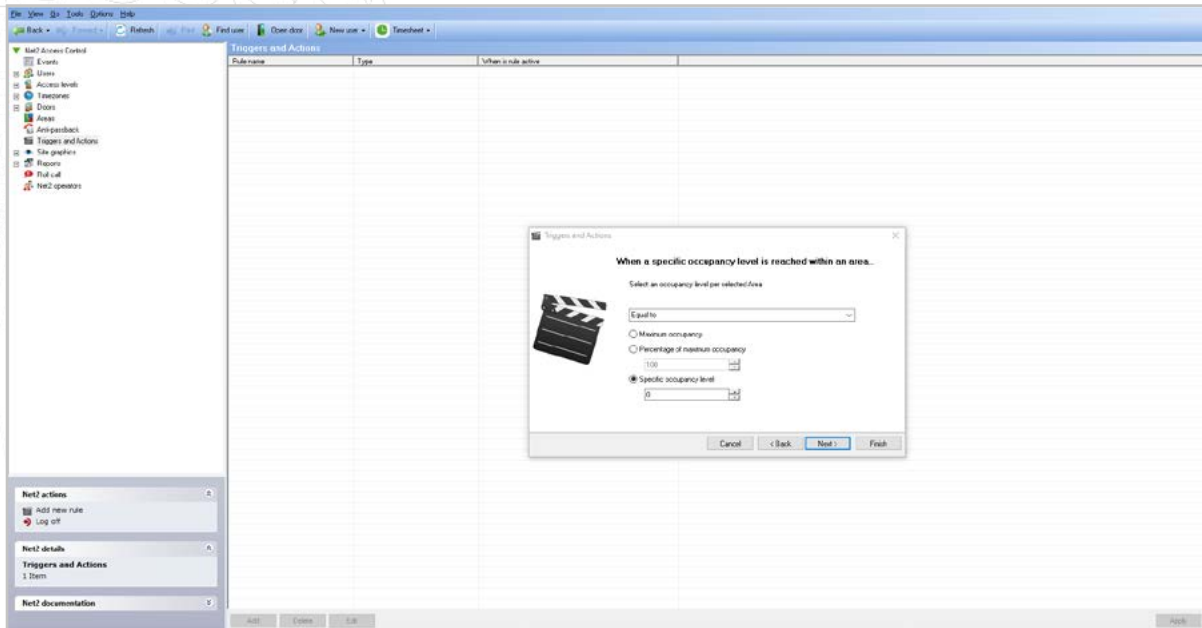 File View Go Tools Options Help
Back Forward Refresh Print Find user Open door New user Timesheet
Net2 Access Control
Events
Users
Access levels
Timezones
Doors
Areas
Anti-passback
Triggers and Actions
Site graphics
Reports
Roll call
Net2 operators
Triggers and Actions
Rule name Type When is rule active
Triggers and Actions
When a specific occupancy level is reached within an area...
Select an occupancy level per selected Area
Equal to
Maximum occupancy
Percentage of maximum occupancy
100
Specific occupancy level
0
Cancel < Back Next > Finish
Net2 actions
Add new rule
Log off
Net2 details
Triggers and Actions
1 Item
Net2 documentation
Add Delete Edit Apply